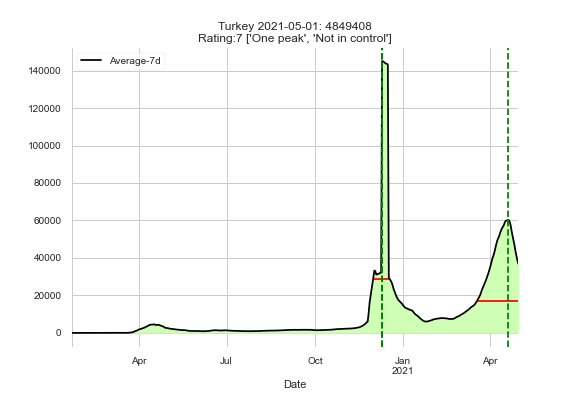 Turkey 2021-05-01: 4849408
Rating:7 ['One peak', 'Not in control']
Average-7d
140000
120000
100000
80000
60000
40000
20000
0
Apr
Jul
Oct
Jan
2021
Apr
Date